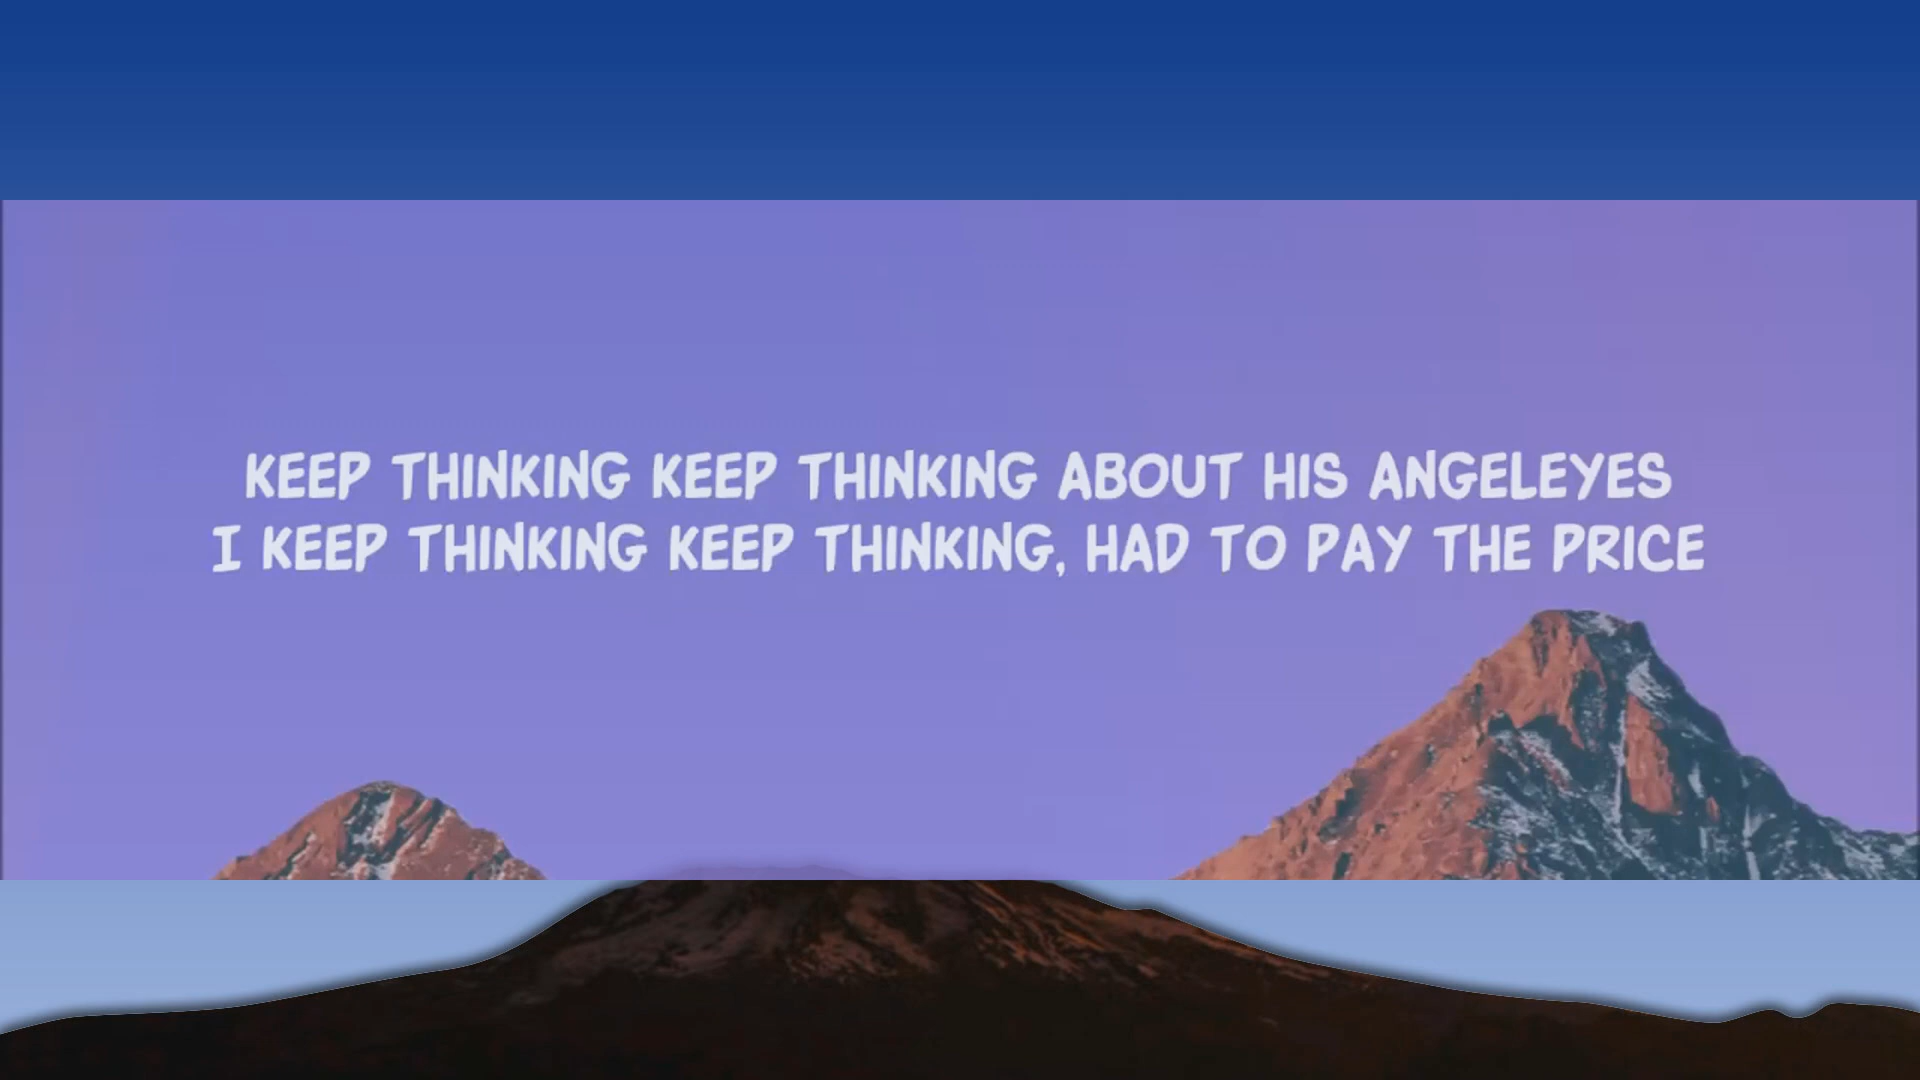 KEEP THINKING KEEP THINKING ABOUT HIS ANGELEYES
I KEEP THINKING KEEP THINKING, HAD TO PAY THE PRICE